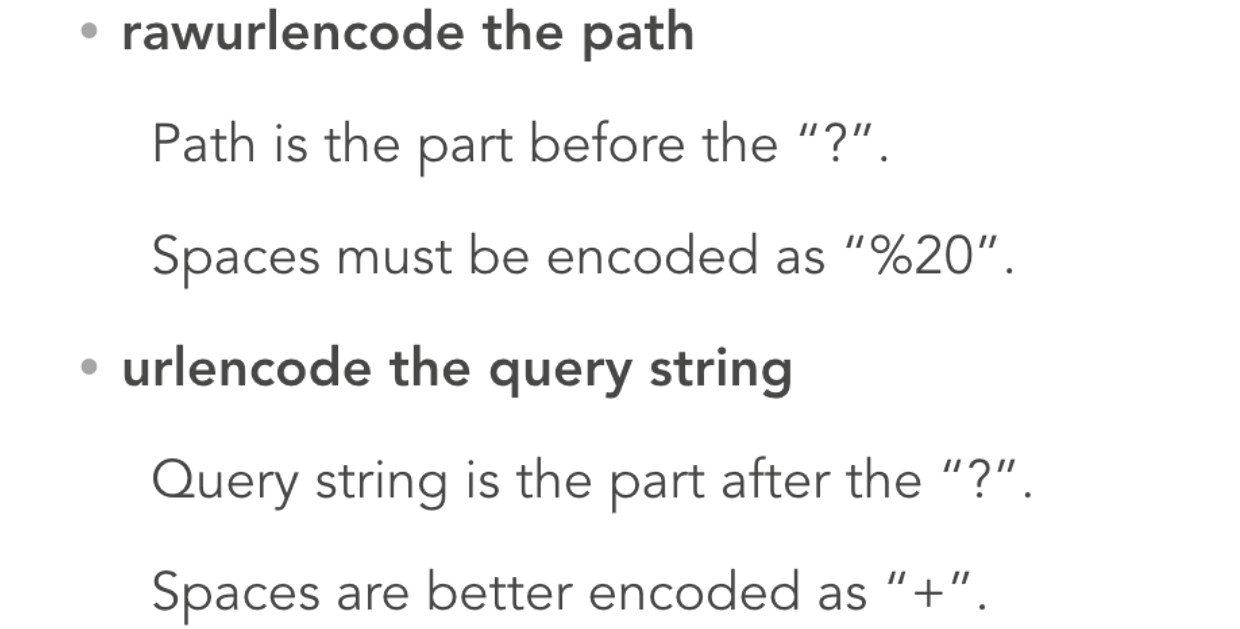 • rawurlencode the path
Path is the part before the “?”.
Spaces must be encoded as “%20”.
• urlencode the query string
Query string is the part after the “?”.
Spaces are better encoded as “+”.